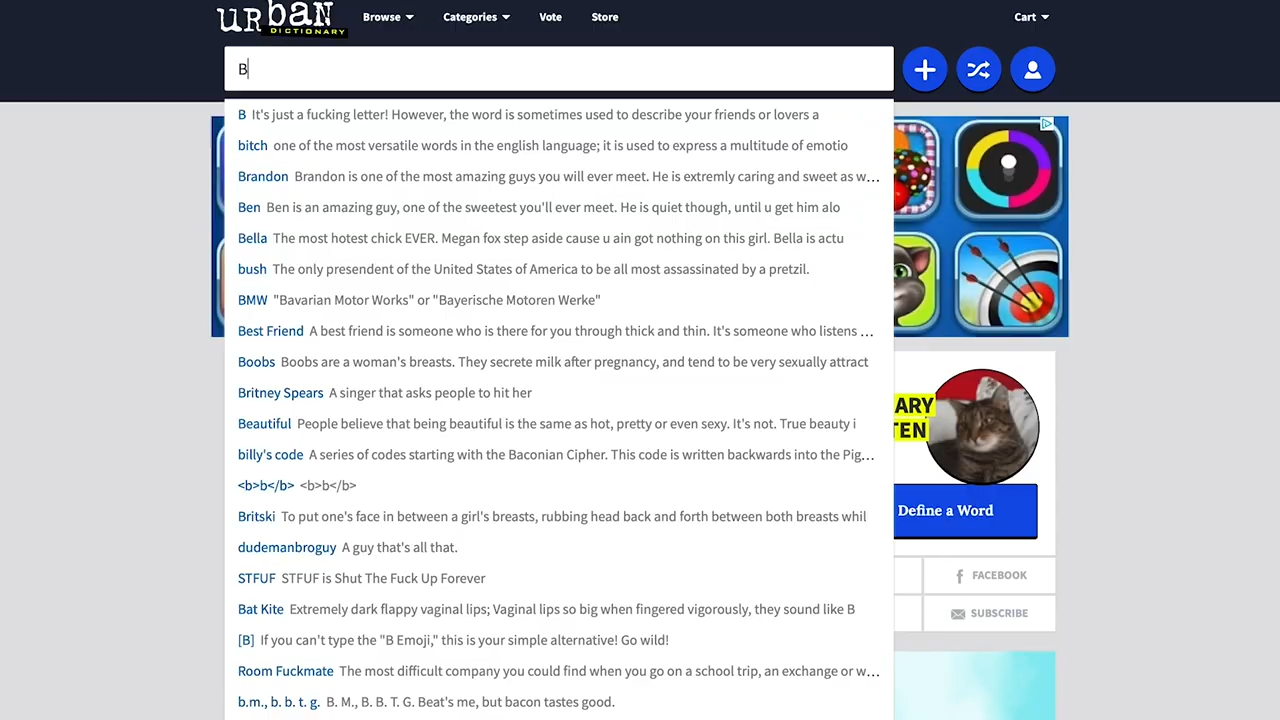 urban
DICTIONARY
Browse
Categories
Vote
Store
Cart
B
B It's just a fucking letter! However, the word is sometimes used to describe your friends or lovers a
bitch one of the most versatile words in the english language; it is used to express a multitude of emotio
Brandon Brandon is one of the most amazing guys you will ever meet. He is extremly caring and sweet as w...
Ben Ben is an amazing guy, one of the sweetest you'll ever meet. He is quiet though, until u get him alo
Bella The most hotest chick EVER. Megan fox step aside cause u ain got nothing on this girl. Bella is actu
bush The only presendent of the United States of America to be all most assassinated by a pretzil.
BMW "Bavarian Motor Works" or "Bayerische Motoren Werke"
Best Friend A best friend is someone who is there for you through thick and thin. It's someone who listens ...
Boobs Boobs are a woman's breasts. They secrete milk after pregnancy, and tend to be very sexually attract
Britney Spears A singer that asks people to hit her
Beautiful People believe that being beautiful is the same as hot, pretty or even sexy. It's not. True beauty i
billy's code A series of codes starting with the Baconian Cipher. This code is written backwards into the Pig...
<b>b</b> <b>b</b>
Britski To put one's face in between a girl's breasts, rubbing head back and forth between both breasts whil
dudemanbroguy A guy that's all that.
STFUF STFUF is Shut The Fuck Up Forever
Bat Kite Extremely dark flappy vaginal lips; Vaginal lips so big when fingered vigorously, they sound like B
[B] If you can't type the "B Emoji," this is your simple alternative! Go wild!
Room Fuckmate The most difficult company you could find when you go on a school trip, an exchange or w...
b.m., b. b. t. g. B. M., B. B. T. G. Beat's me, but bacon tastes good.
ARY
TEN
Define a Word
FACEBOOK
SUBSCRIBE